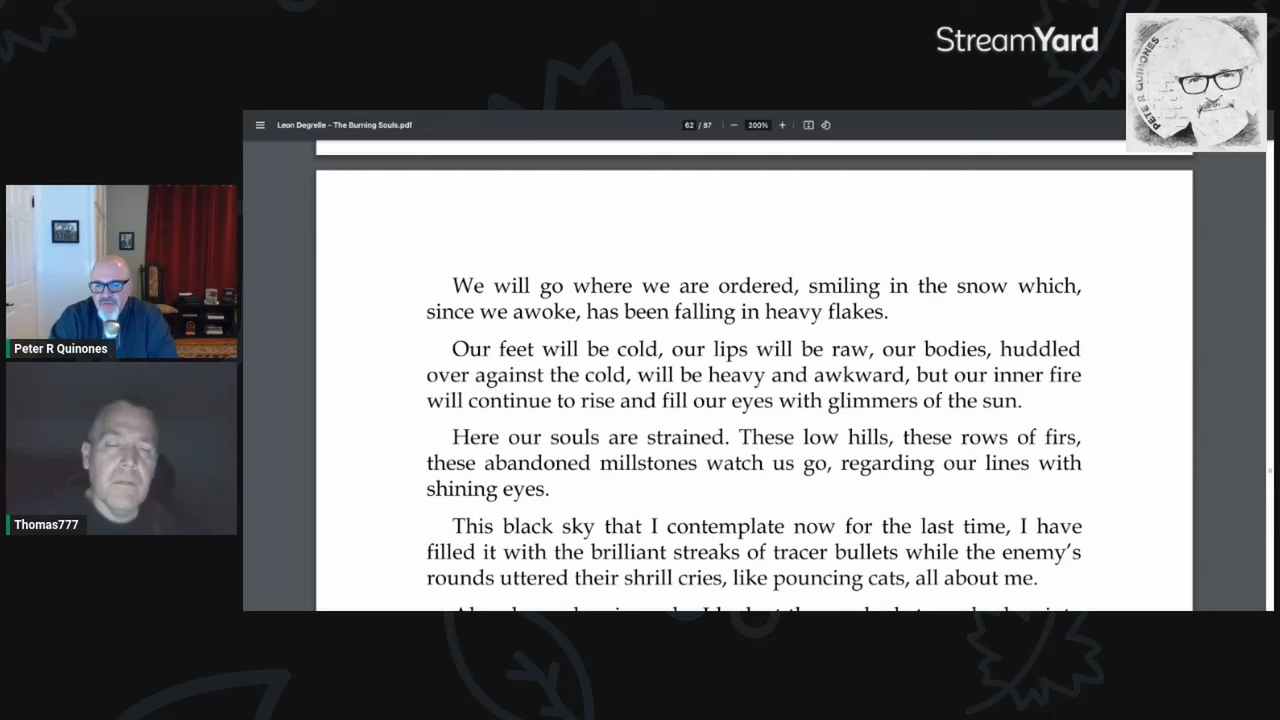 StreamYard
PETER R QUINONES
Leon Degrelle - The Burning Souls.pdf
62 / 87
200%
We will go where we are ordered, smiling in the snow which,
since we awoke, has been falling in heavy flakes.
Our feet will be cold, our lips will be raw, our bodies, huddled
over against the cold, will be heavy and awkward, but our inner fire
will continue to rise and fill our eyes with glimmers of the sun.
Here our souls are strained. These low hills, these rows of firs,
these abandoned millstones watch us go, regarding our lines with
shining eyes.
This black sky that I contemplate now for the last time, I have
filled it with the brilliant streaks of tracer bullets while the enemy's
rounds uttered their shrill cries, like pouncing cats, all about me.
Peter R Quinones
Thomas777